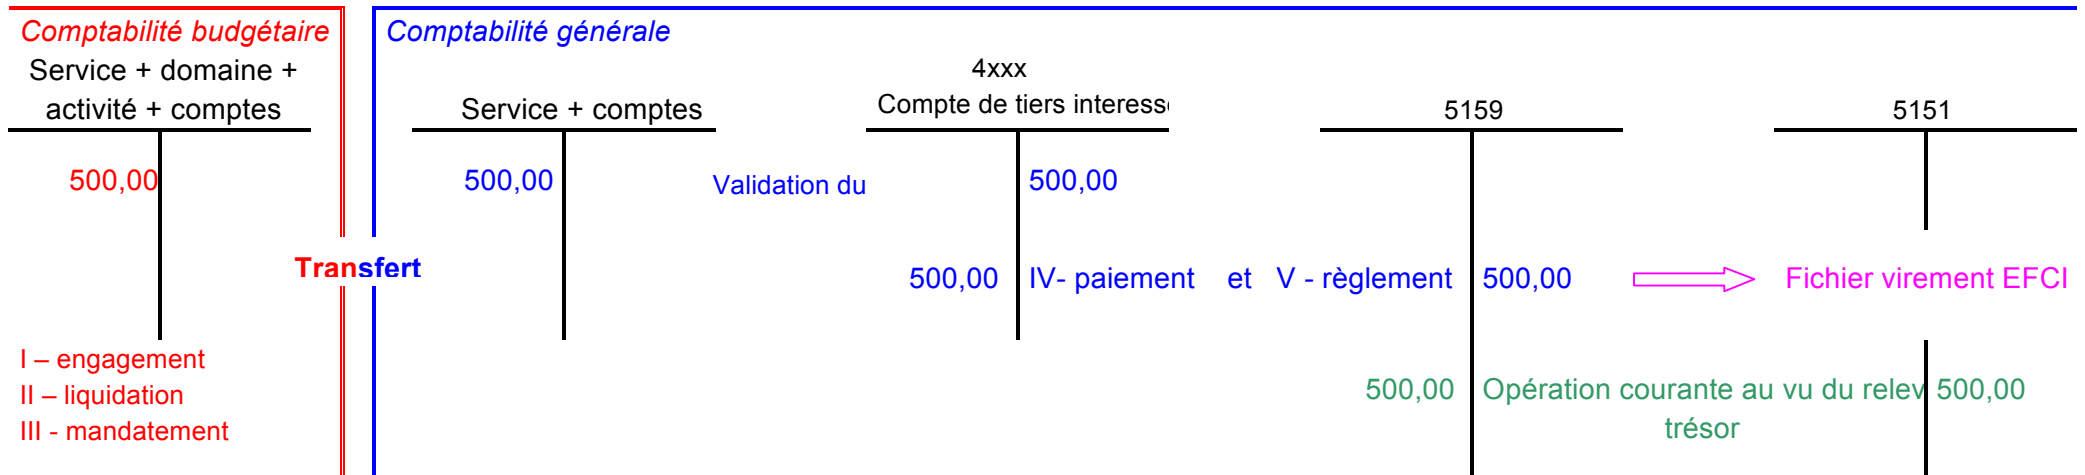 Comptabilité budgétaire
Service + domaine +
activité + comptes
500,00
Transfert
I – engagement
II – liquidation
III - mandatement
Comptabilité générale
Service + comptes
500,00
Validation du
4xxx
Compte de tiers interess
500,00
500,00 IV- paiement et V - règlement 500,00
5159
5151
Fichier virement EFCI
500,00 Opération courante au vu du relev 500,00
trésor